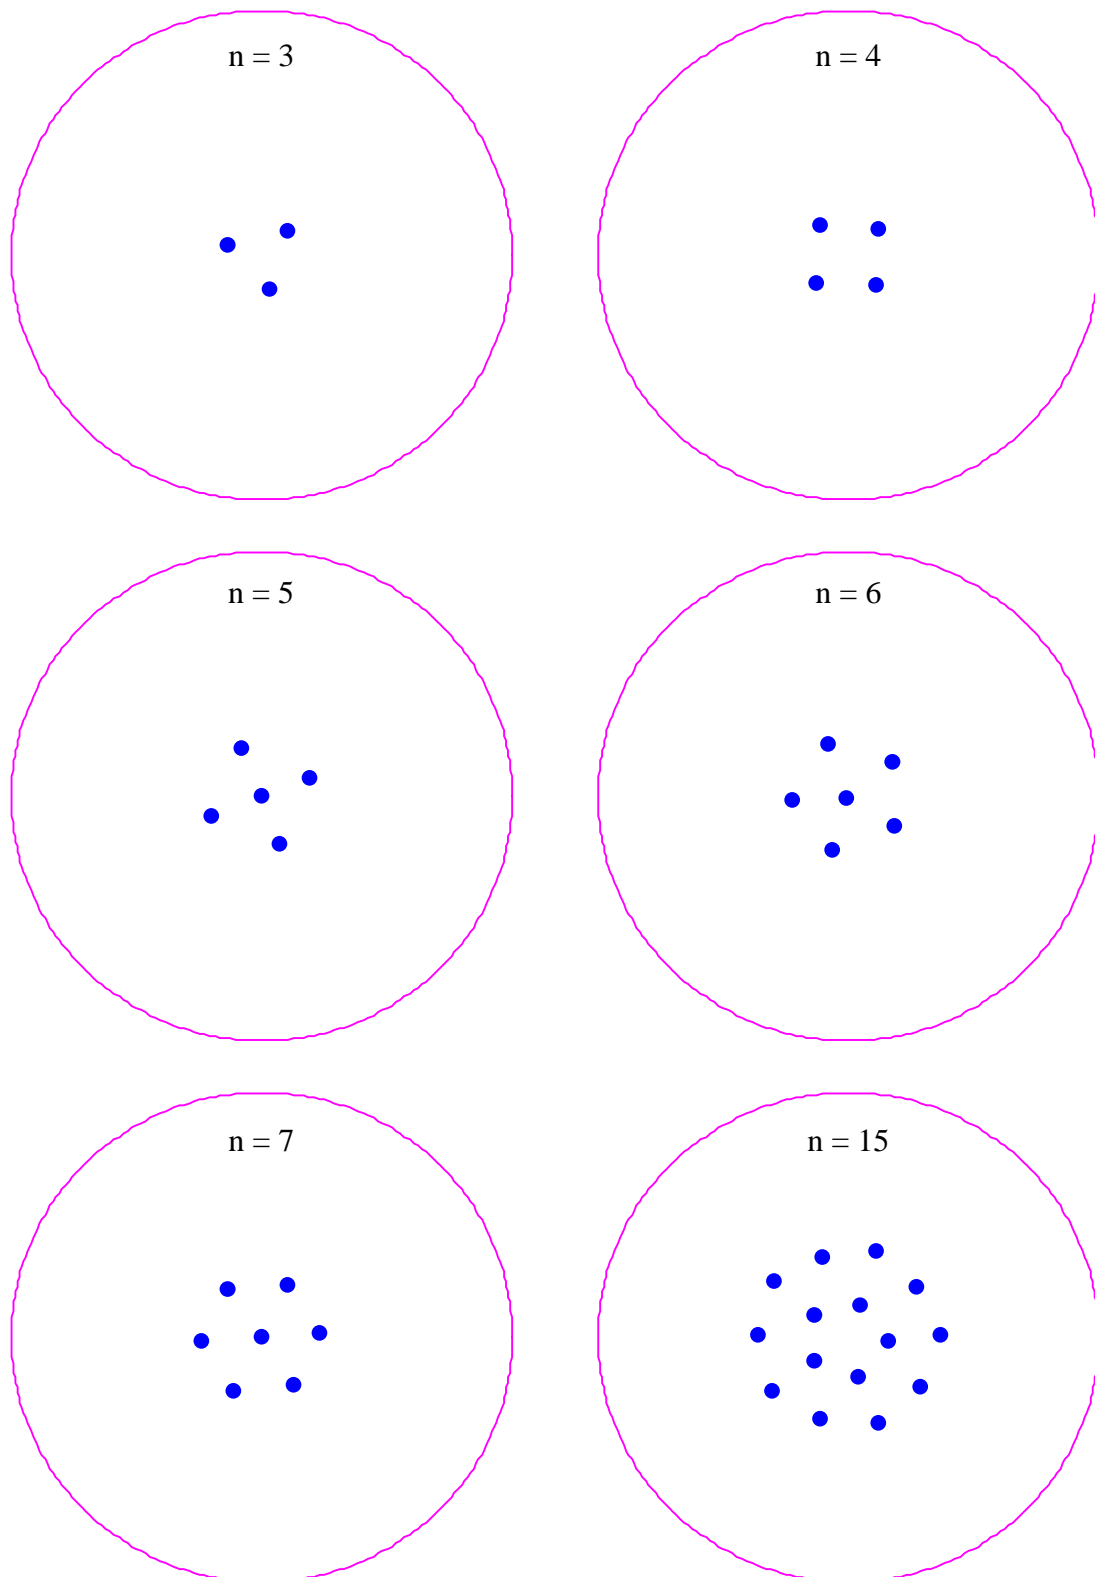 n = 3
n = 4
n = 5
n = 6
n = 7
n = 15